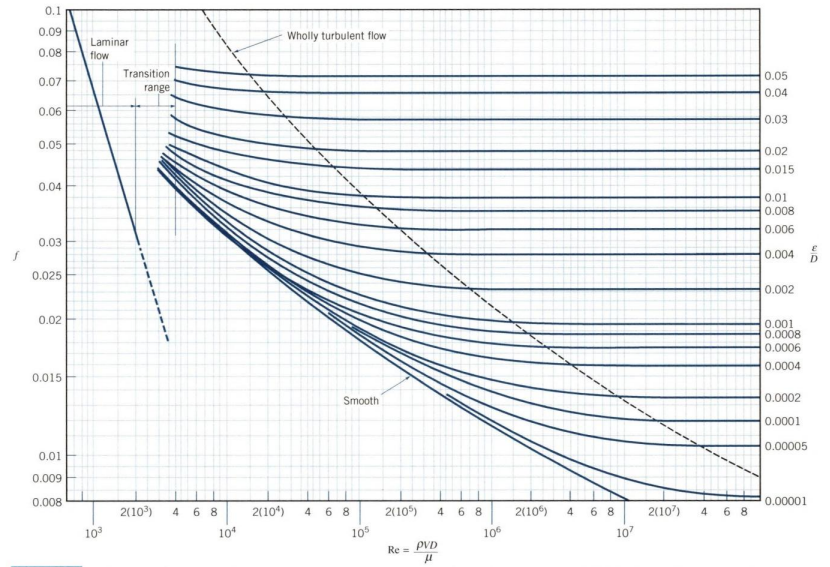 0.1
0.09
0.08
0.07
0.06
0.05
0.04
0.03
0.025
0.02
0.015
0.01
0.009
0.008
f
Laminar
flow
Transition
range
Wholly turbulent flow
Smooth
0.05
0.04
0.03
0.02
0.015
0.01
0.008
0.006
0.004
0.002
0.001
0.0008
0.0006
0.0004
0.0002
0.0001
0.00005
0.00001
ε
D
2(10³) 4 6 8 2(10⁴) 4 6 8 2(10⁵) 4 6 8 2(10⁶) 4 6 8 2(10⁷) 4 6 8
10³ 10⁴ 10⁵ 10⁶ 10⁷
Re = ρVD
μ